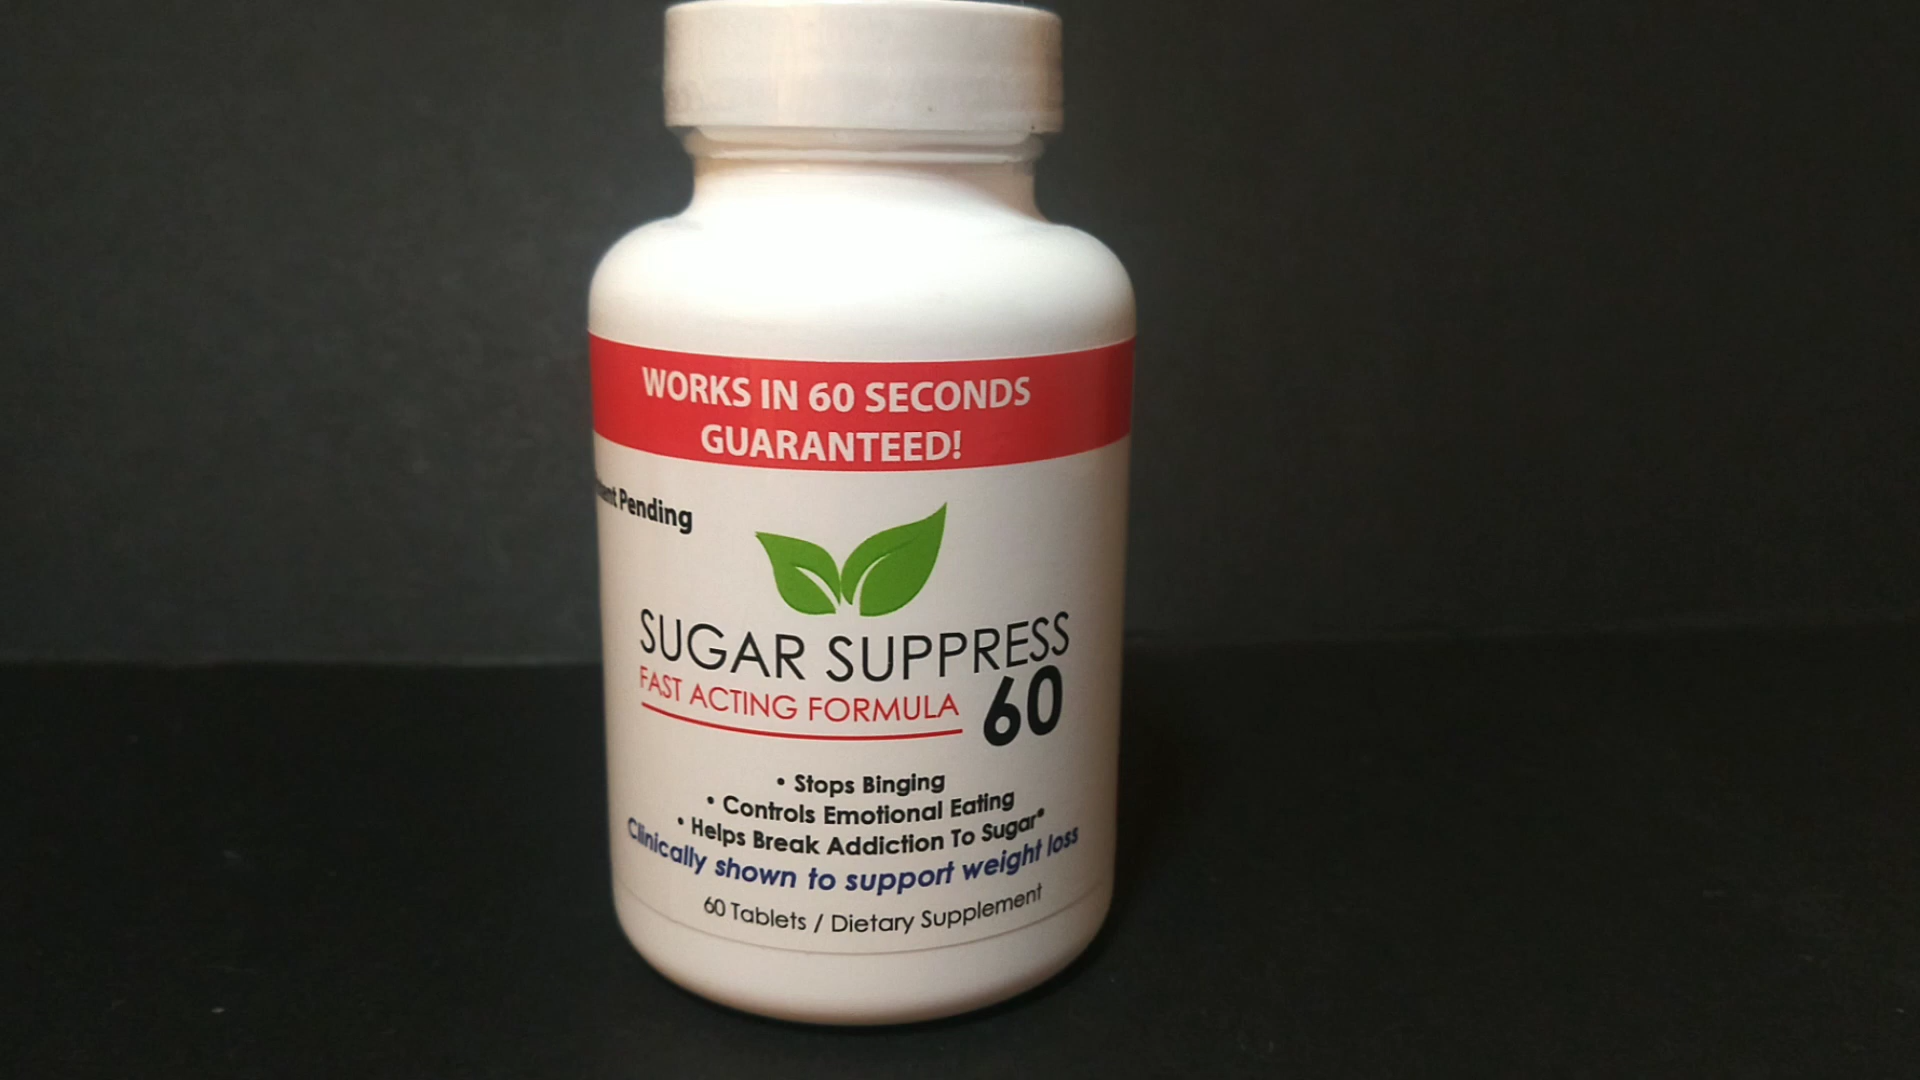 WORKS IN 60 SECONDS
GUARANTEED!
Pending
SUGAR SUPPRESS
FAST ACTING FORMULA 60
• Stops Binging
• Controls Emotional Eating
• Helps Break Addiction To Sugar*
Clinically shown to support weight loss
60 Tablets / Dietary Supplement